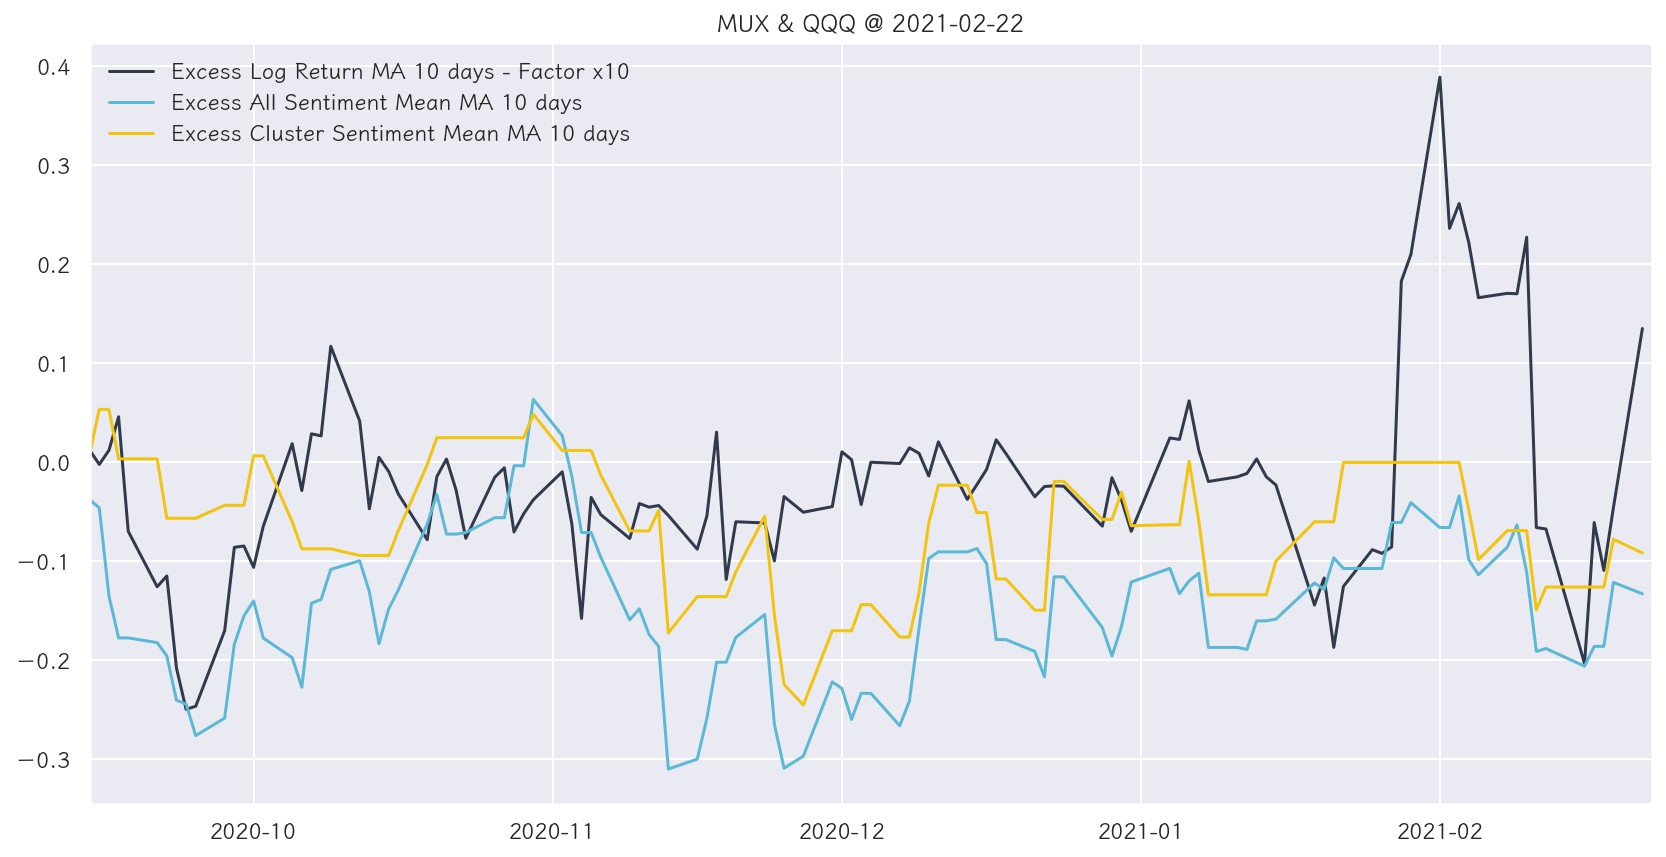 MUX & QQQ @ 2021-02-22
Excess Log Return MA 10 days - Factor x10
Excess All Sentiment Mean MA 10 days
Excess Cluster Sentiment Mean MA 10 days
0.4
0.3
0.2
0.1
0.0
−0.1
−0.2
−0.3
2020-10 2020-11 2020-12 2021-01 2021-02